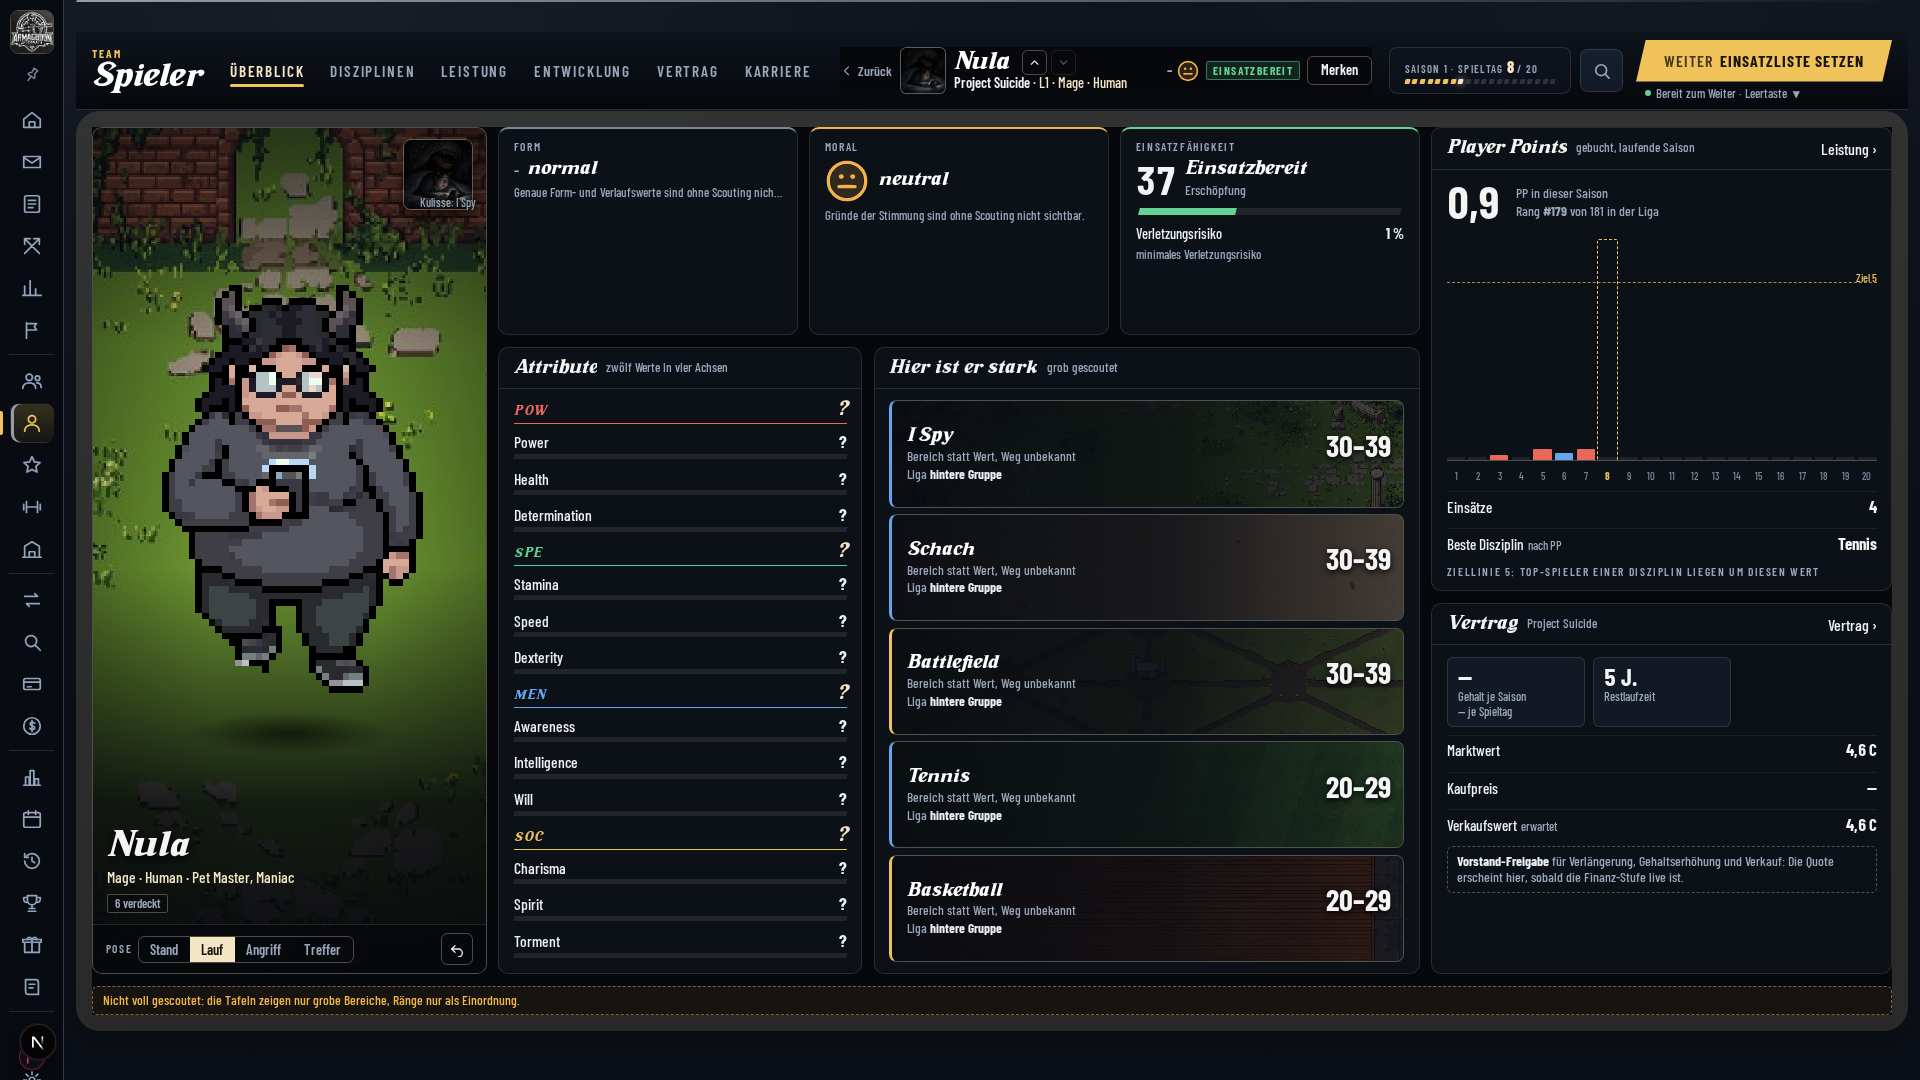 TEAM
Spieler
ÜBERBLICK
DISZIPLINEN
LEISTUNG
ENTWICKLUNG
VERTRAG
KARRIERE
Zurück
Nula
Project Suicide · L1 · Mage · Human
-
EINSATZBEREIT
Merken
SAISON 1 · SPIELTAG 8 / 20
WEITER EINSATZLISTE SETZEN
Bereit zum Weiter · Leertaste ▼
Kulisse: I Spy
Nula
Mage · Human · Pet Master, Maniac
6 verdeckt
POSE
Stand
Lauf
Angriff
Treffer
FORM
- normal
Genaue Form- und Verlaufswerte sind ohne Scouting nich...
MORAL
neutral
Gründe der Stimmung sind ohne Scouting nicht sichtbar.
EINSATZFÄHIGKEIT
37 Einsatzbereit
Erschöpfung
Verletzungsrisiko 1 %
minimales Verletzungsrisiko
Attribute zwölf Werte in vier Achsen
POW ?
Power ?
Health ?
Determination ?
SPE ?
Stamina ?
Speed ?
Dexterity ?
MEN ?
Awareness ?
Intelligence ?
Will ?
SOC ?
Charisma ?
Spirit ?
Torment ?
Hier ist er stark grob gescoutet
I Spy
Bereich statt Wert, Weg unbekannt
Liga hintere Gruppe
30–39
Schach
Bereich statt Wert, Weg unbekannt
Liga hintere Gruppe
30–39
Battlefield
Bereich statt Wert, Weg unbekannt
Liga hintere Gruppe
30–39
Tennis
Bereich statt Wert, Weg unbekannt
Liga hintere Gruppe
20–29
Basketball
Bereich statt Wert, Weg unbekannt
Liga hintere Gruppe
20–29
Player Points gebucht, laufende Saison
Leistung ›
0,9
PP in dieser Saison
Rang #179 von 181 in der Liga
Ziel 5
1 2 3 4 5 6 7 8 9 10 11 12 13 14 15 16 17 18 19 20
Einsätze 4
Beste Disziplin nach PP Tennis
ZIELLINIE 5: TOP-SPIELER EINER DISZIPLIN LIEGEN UM DIESEN WERT
Vertrag Project Suicide
Vertrag ›
–
Gehalt je Saison
– je Spieltag
5 J.
Restlaufzeit
Marktwert 4,6 C
Kaufpreis –
Verkaufswert erwartet 4,6 C
Vorstand-Freigabe für Verlängerung, Gehaltserhöhung und Verkauf: Die Quote
erscheint hier, sobald die Finanz-Stufe live ist.
Nicht voll gescoutet: die Tafeln zeigen nur grobe Bereiche, Ränge nur als Einordnung.
N